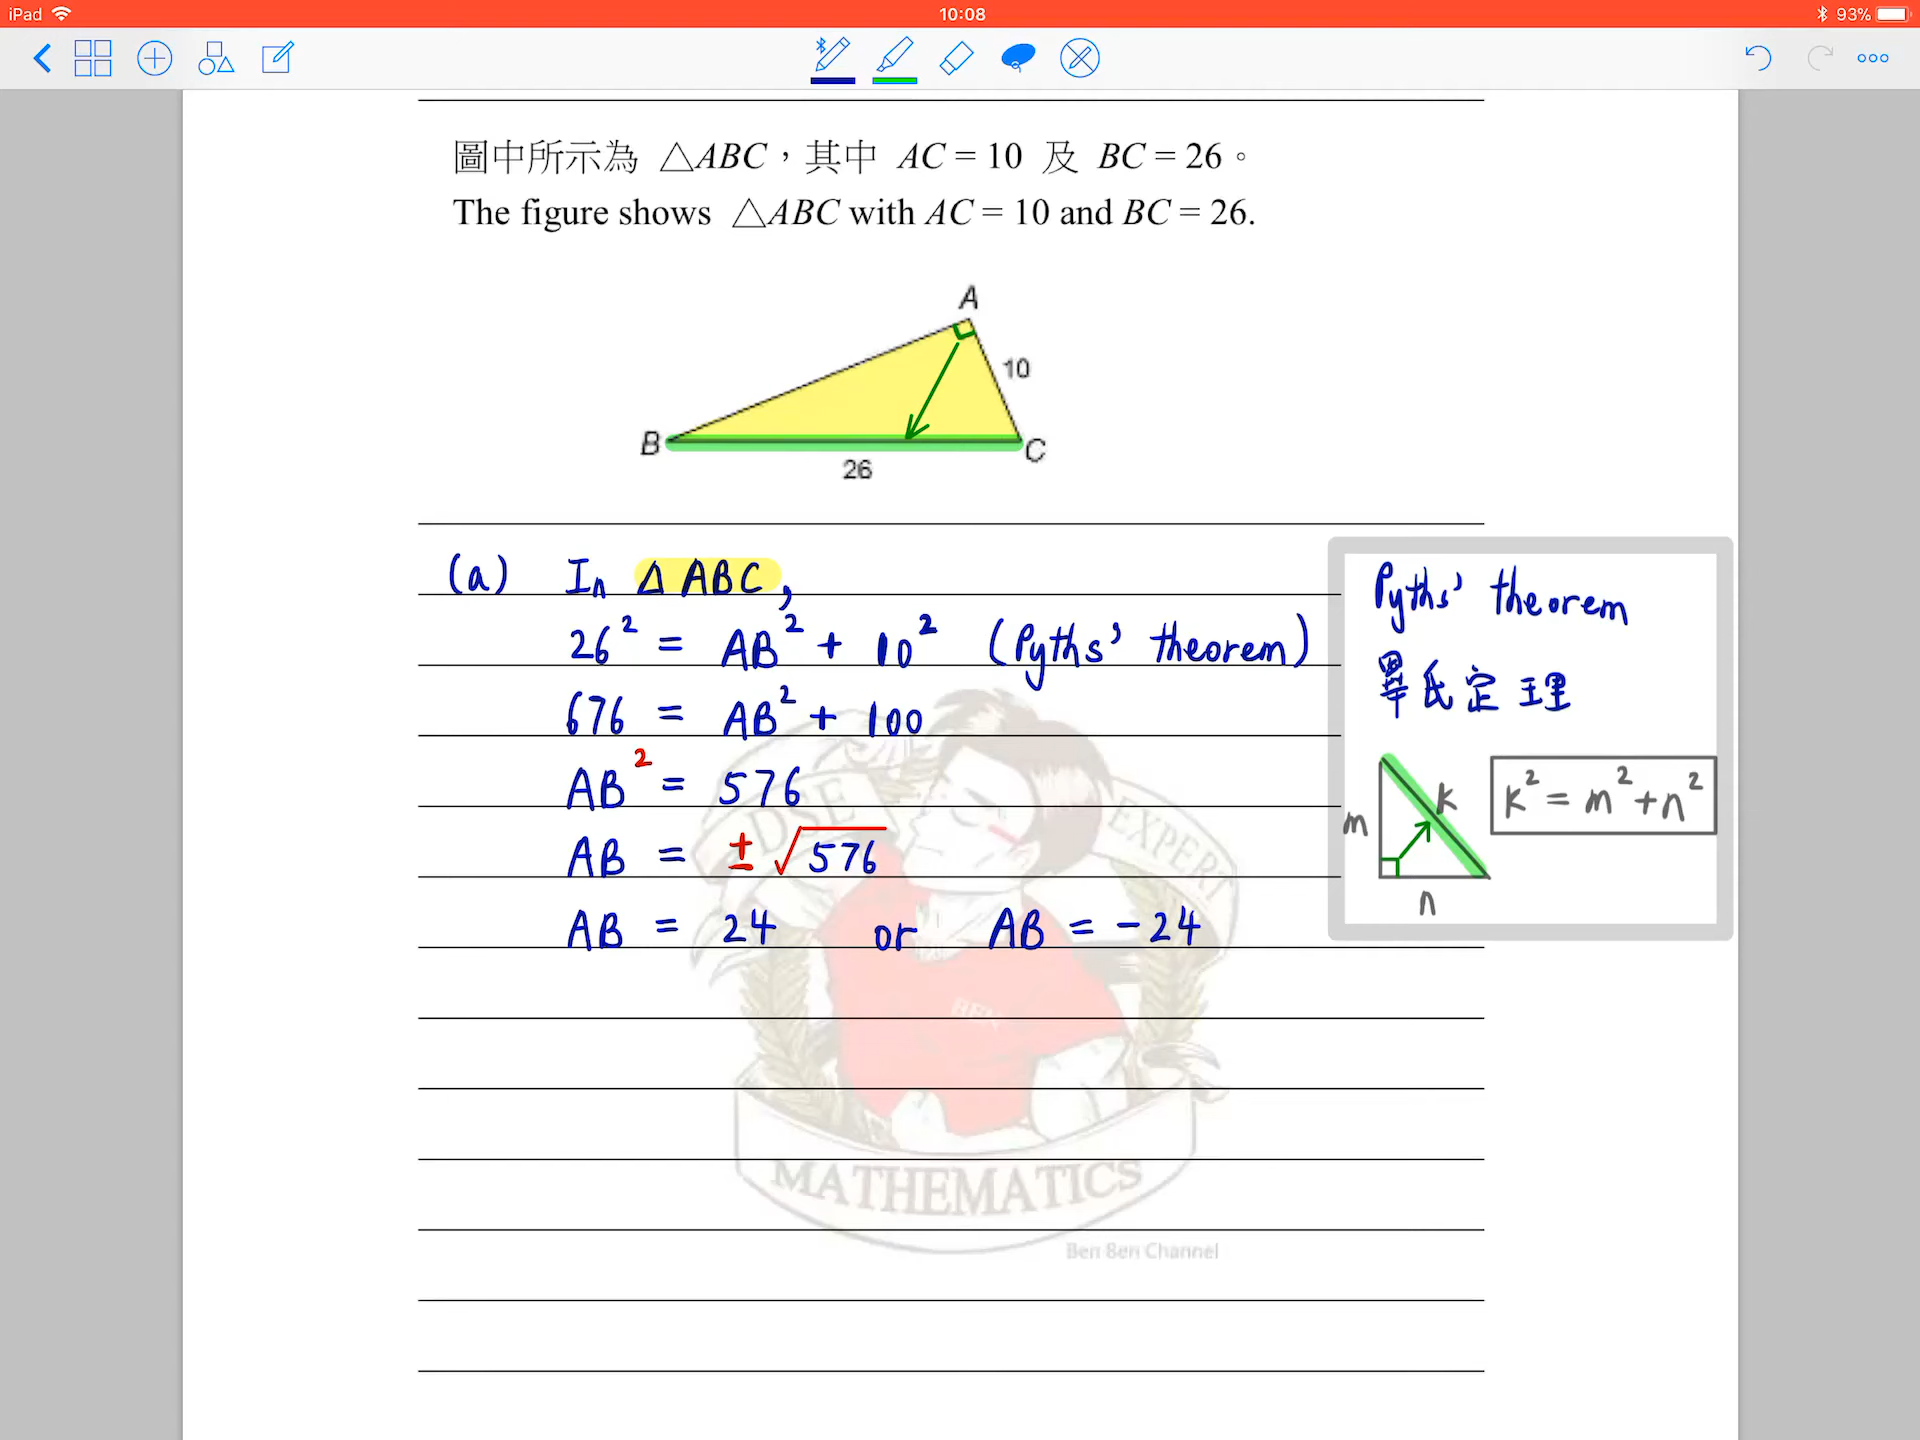 iPad 10:08 93%
圖中所示為 △ABC，其中 AC = 10 及 BC = 26。
The figure shows △ABC with AC = 10 and BC = 26.
A
10
B
C
26
(a) In △ ABC,
26² = AB² + 10² (Pyths' theorem)
676 = AB² + 100
AB² = 576
AB = ± √576
AB = 24 or AB = -24
Pyths' theorem
畢氏定理
k
m
n
k² = m² + n²
DSE EXPERT
BEN
MATHEMATICS
Ben Ben Channel